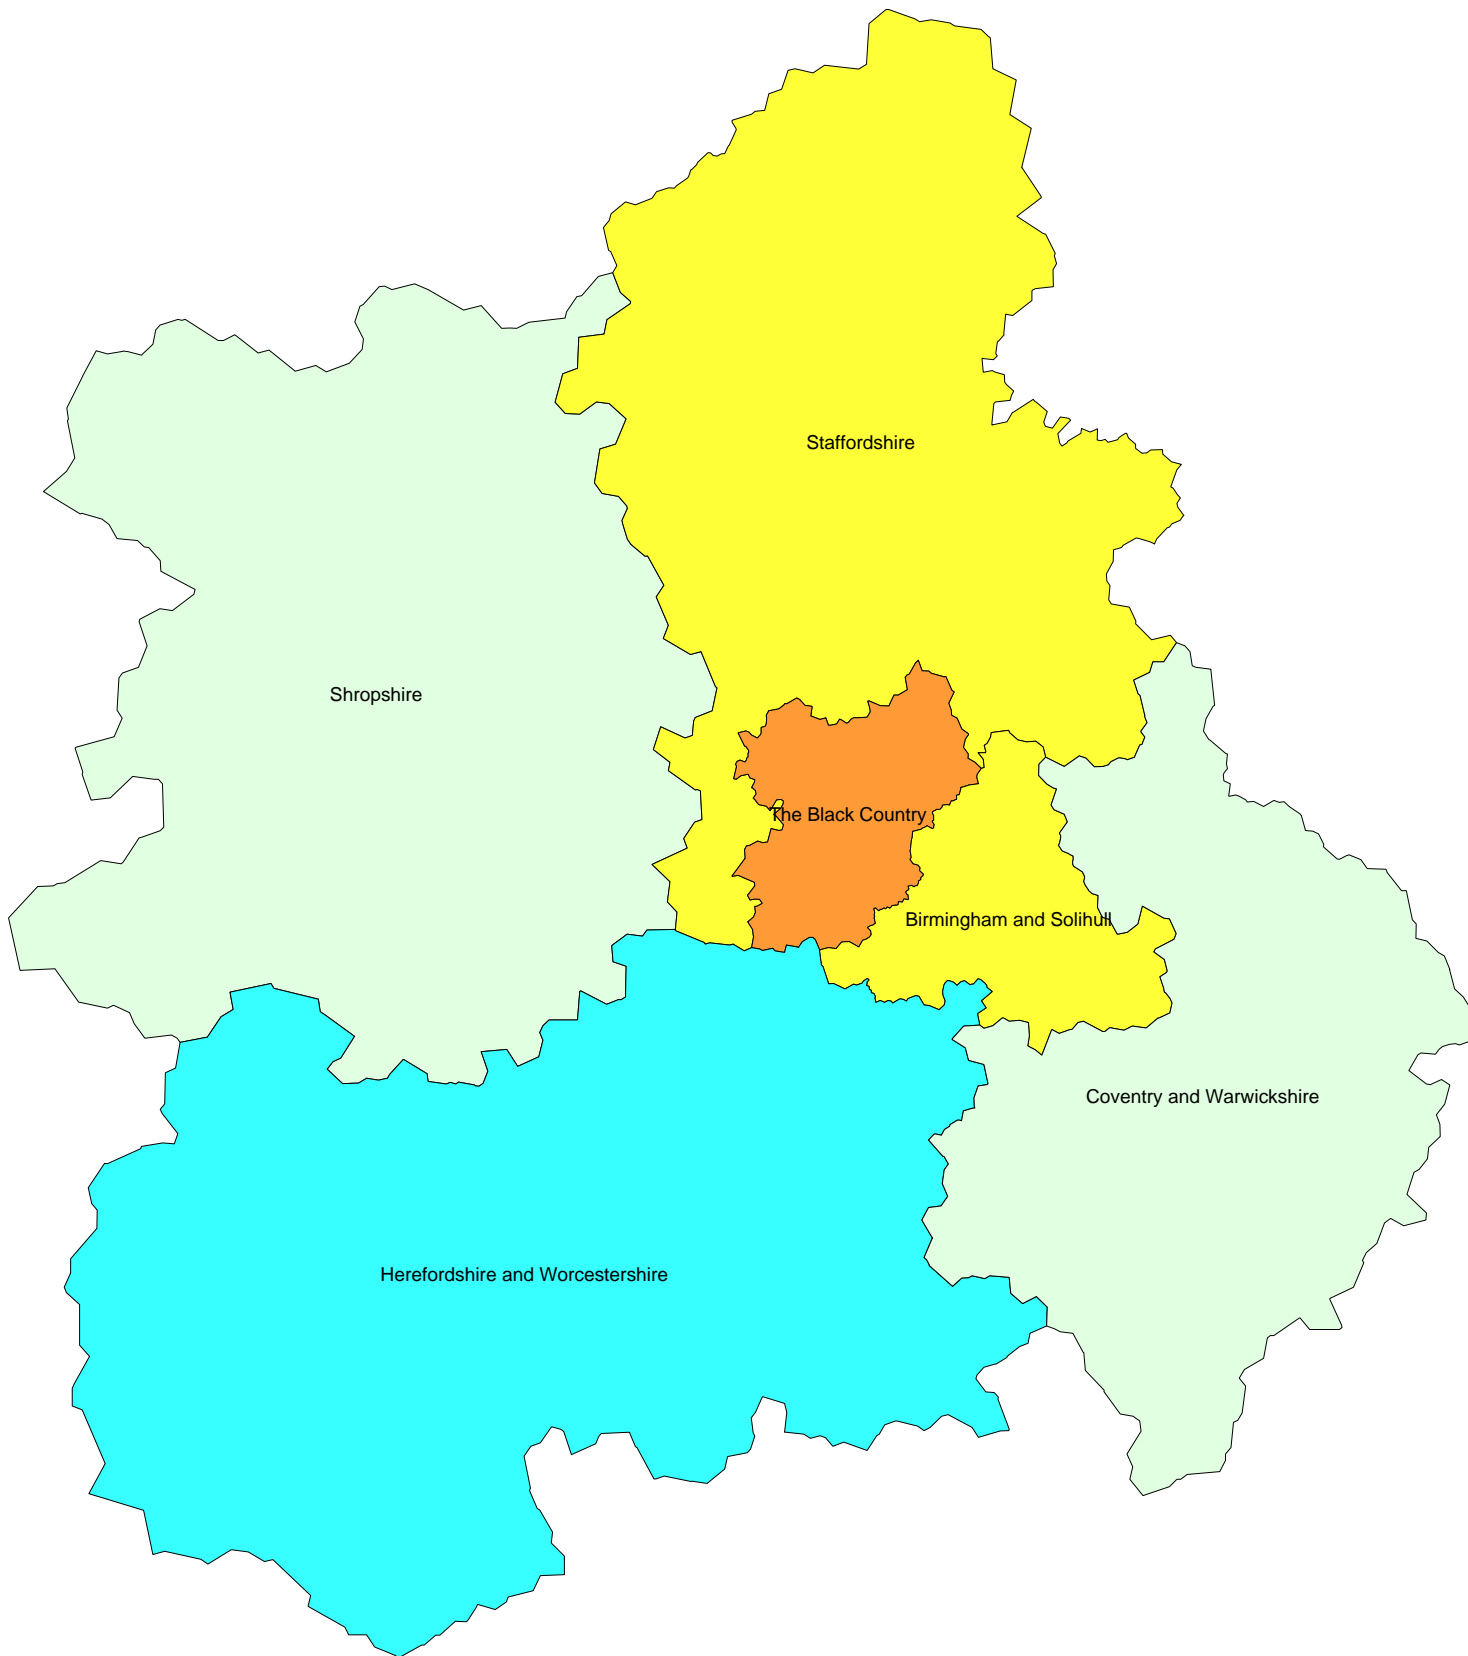 Staffordshire
Shropshire
The Black Country
Birmingham and Solihull
Coventry and Warwickshire
Herefordshire and Worcestershire